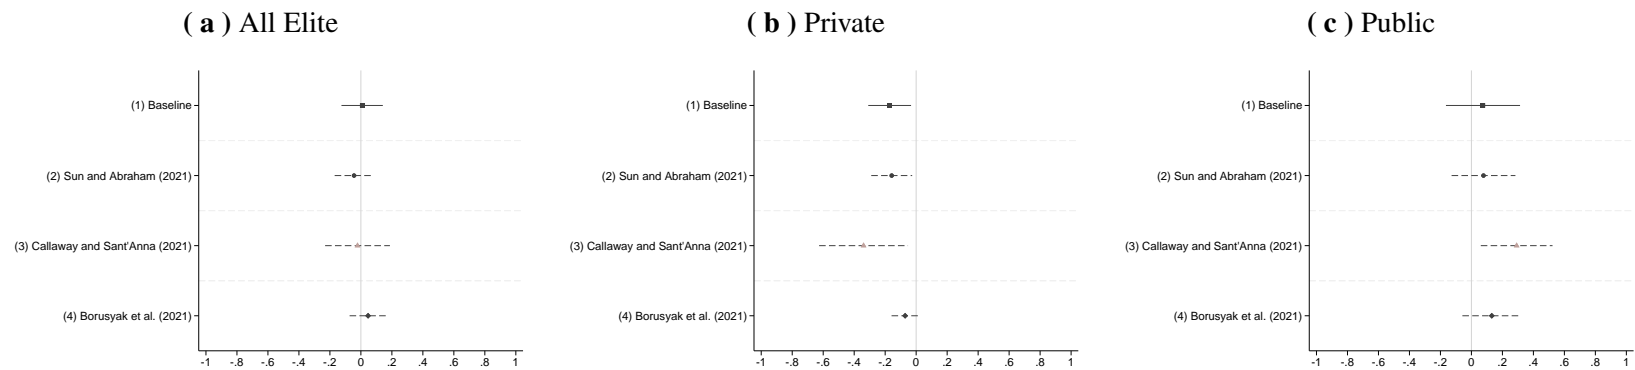 ( a ) All Elite
(1) Baseline
(2) Sun and Abraham (2021)
(3) Callaway and Sant'Anna (2021)
(4) Borusyak et al. (2021)
-1 -.8 -.6 -.4 -.2 0 .2 .4 .6 .8 1
( b ) Private
(1) Baseline
(2) Sun and Abraham (2021)
(3) Callaway and Sant'Anna (2021)
(4) Borusyak et al. (2021)
-1 -.8 -.6 -.4 -.2 0 .2 .4 .6 .8 1
( c ) Public
(1) Baseline
(2) Sun and Abraham (2021)
(3) Callaway and Sant'Anna (2021)
(4) Borusyak et al. (2021)
-1 -.8 -.6 -.4 -.2 0 .2 .4 .6 .8 1